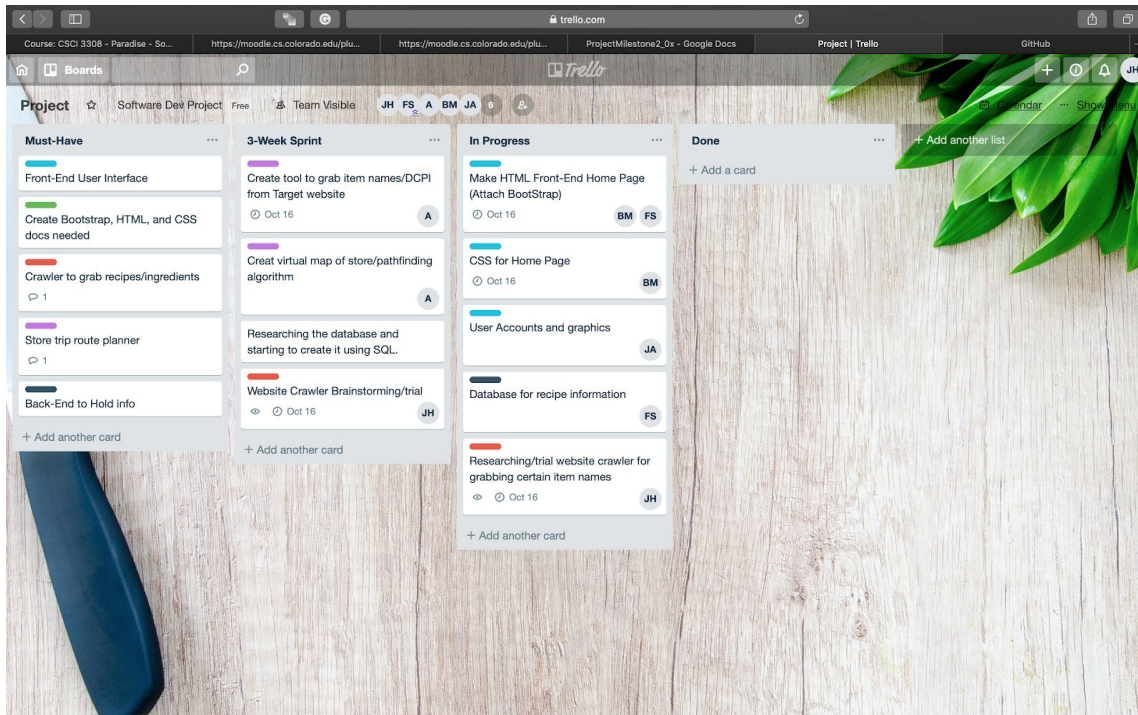 trello.com
Course: CSCI 3308 - Paradise - So...
https://moodle.cs.colorado.edu/plu...
https://moodle.cs.colorado.edu/plu...
ProjectMilestone2_0x - Google Docs
Project | Trello
GitHub
Boards
Trello
JH
Project
Software Dev Project
Free
Team Visible
JH FS A BM JA 6
Calendar
... Show menu
Must-Have
Front-End User Interface
Create Bootstrap, HTML, and CSS
docs needed
Crawler to grab recipes/ingredients
1
Store trip route planner
1
Back-End to Hold info
+ Add another card
3-Week Sprint
Create tool to grab item names/DCPI
from Target website
Oct 16
A
Creat virtual map of store/pathfinding
algorithm
A
Researching the database and
starting to create it using SQL.
Website Crawler Brainstorming/trial
Oct 16
JH
+ Add another card
In Progress
Make HTML Front-End Home Page
(Attach BootStrap)
Oct 16
BM FS
CSS for Home Page
Oct 16
BM
User Accounts and graphics
JA
Database for recipe information
FS
Researching/trial website crawler for
grabbing certain item names
Oct 16
JH
+ Add another card
Done
+ Add a card
+ Add another list